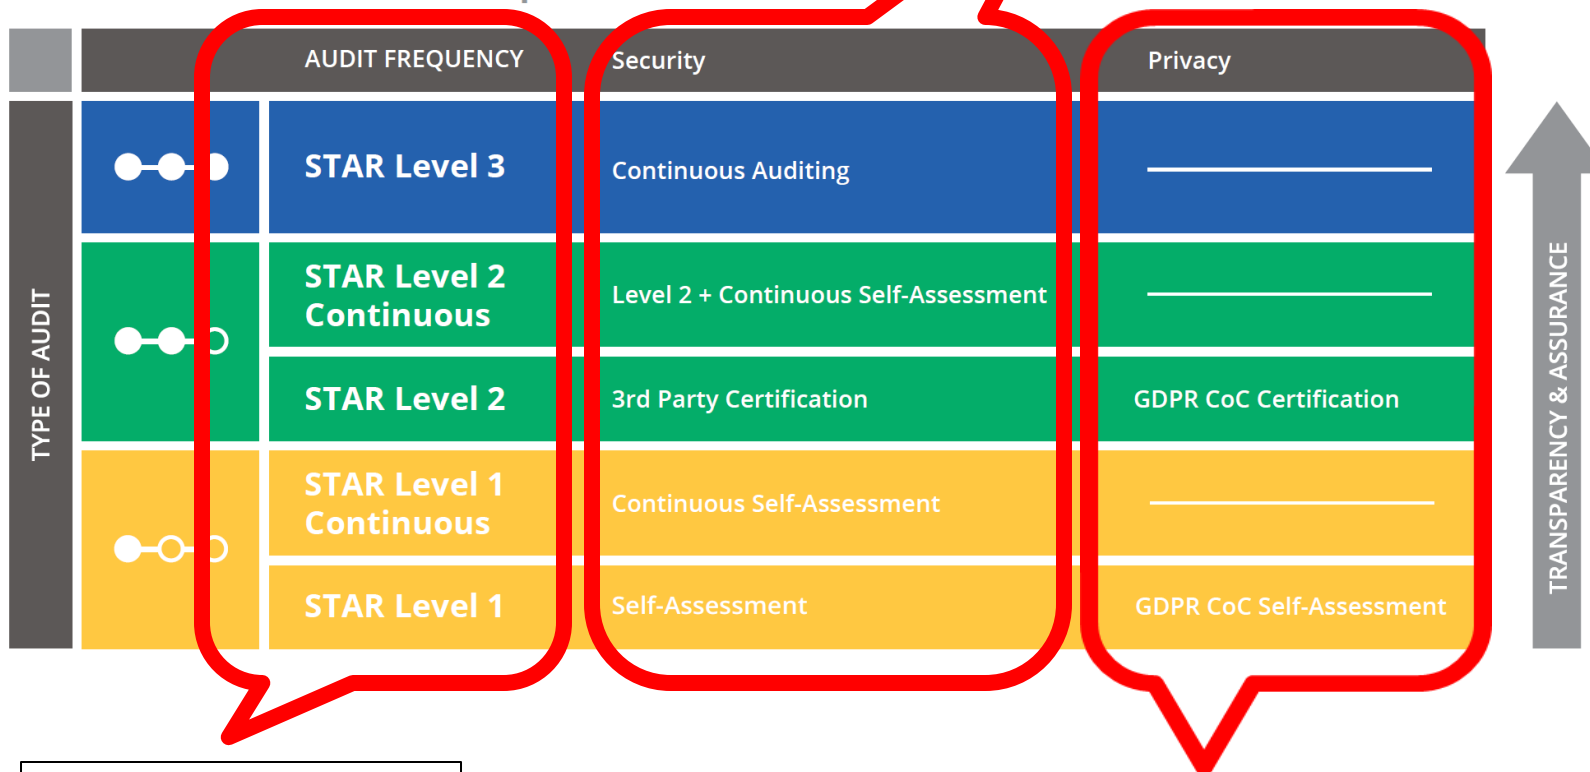 AUDIT FREQUENCY
Security
Privacy
TYPE OF AUDIT
STAR Level 3
Continuous Auditing
STAR Level 2
Continuous
Level 2 + Continuous Self-Assessment
STAR Level 2
3rd Party Certification
GDPR CoC Certification
STAR Level 1
Continuous
Continuous Self-Assessment
STAR Level 1
Self-Assessment
GDPR CoC Self-Assessment
TRANSPARENCY & ASSURANCE